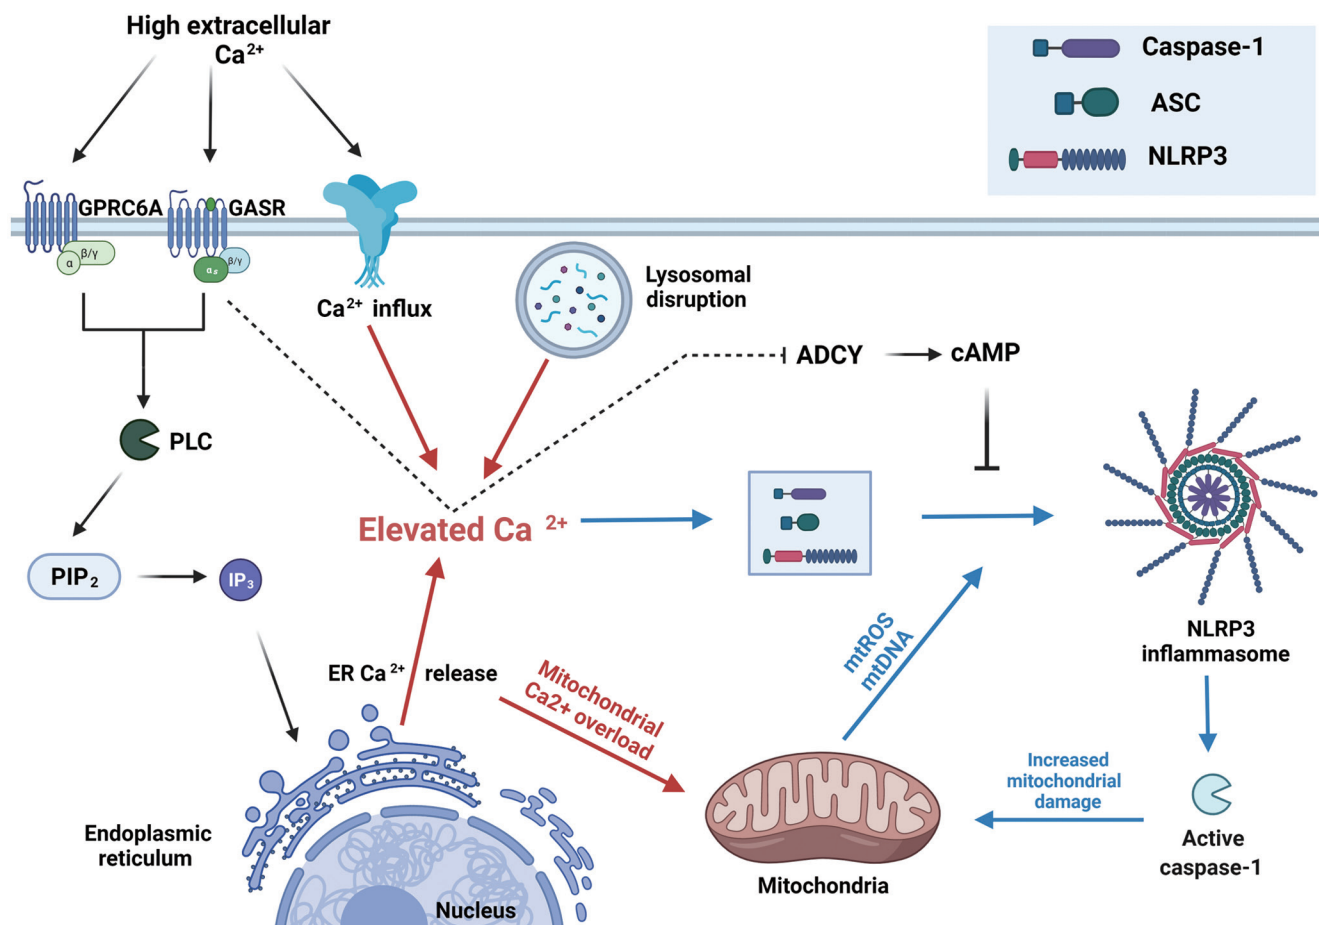 High extracellular
Ca²⁺
Caspase-1
ASC
NLRP3
GPRC6A
GASR
α
β/γ
αs
β/γ
Ca²⁺ influx
Lysosomal
disruption
ADCY
cAMP
PLC
Elevated Ca ²⁺
PIP₂
IP₃
NLRP3
inflammasome
mtROS
mtDNA
ER Ca²⁺ release
Mitochondrial
Ca2+ overload
Increased
mitochondrial
damage
Endoplasmic
reticulum
Mitochondria
Active
caspase-1
Nucleus